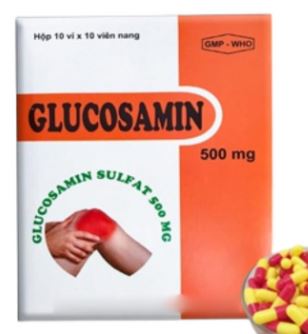 Hộp 10 vỉ x 10 viên nang
GMP - WHO
GLUCOSAMIN
500 mg
GLUCOSAMIN SULFAT 500 MG